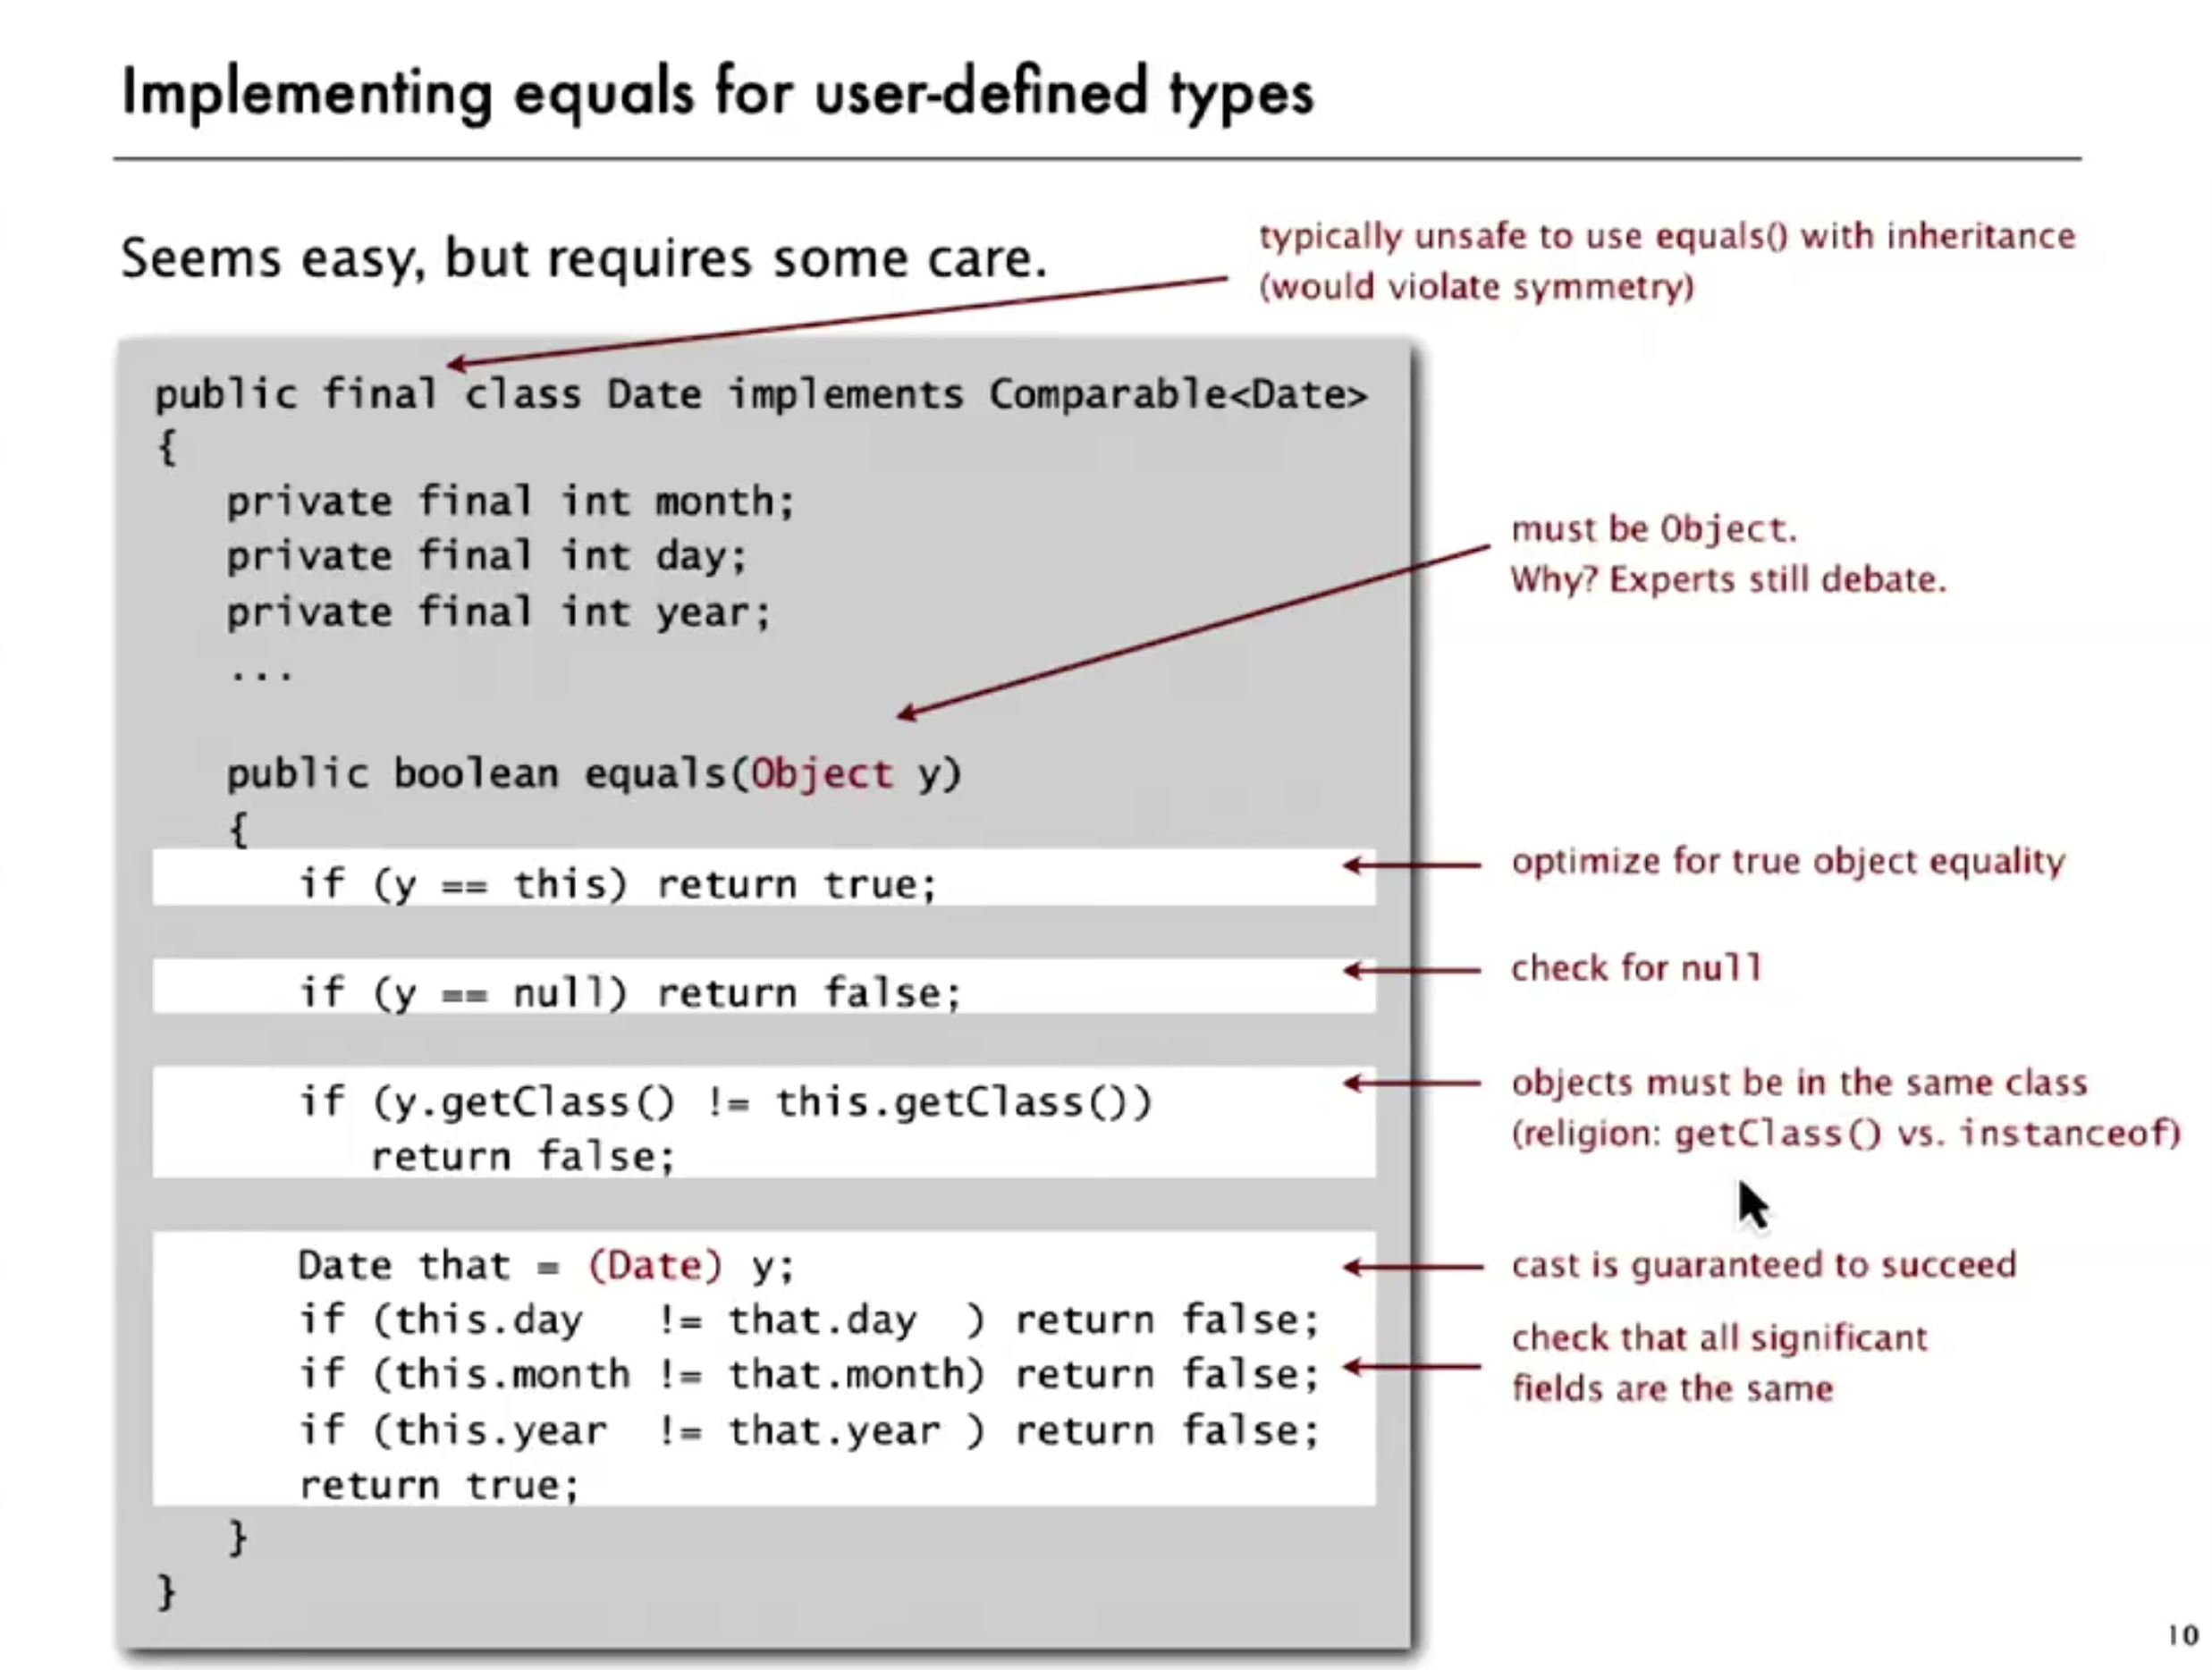 Implementing equals for user-defined types
Seems easy, but requires some care.
typically unsafe to use equals() with inheritance
(would violate symmetry)
public final class Date implements Comparable<Date>
{
private final int month;
private final int day;
private final int year;
...
must be Object.
Why? Experts still debate.
public boolean equals(Object y)
{
if (y == this) return true;
optimize for true object equality
if (y == null) return false;
check for null
if (y.getClass() != this.getClass())
return false;
objects must be in the same class
(religion: getClass() vs. instanceof)
Date that = (Date) y;
cast is guaranteed to succeed
if (this.day   != that.day  ) return false;
if (this.month != that.month) return false;
if (this.year  != that.year ) return false;
return true;
check that all significant
fields are the same
}
}
10